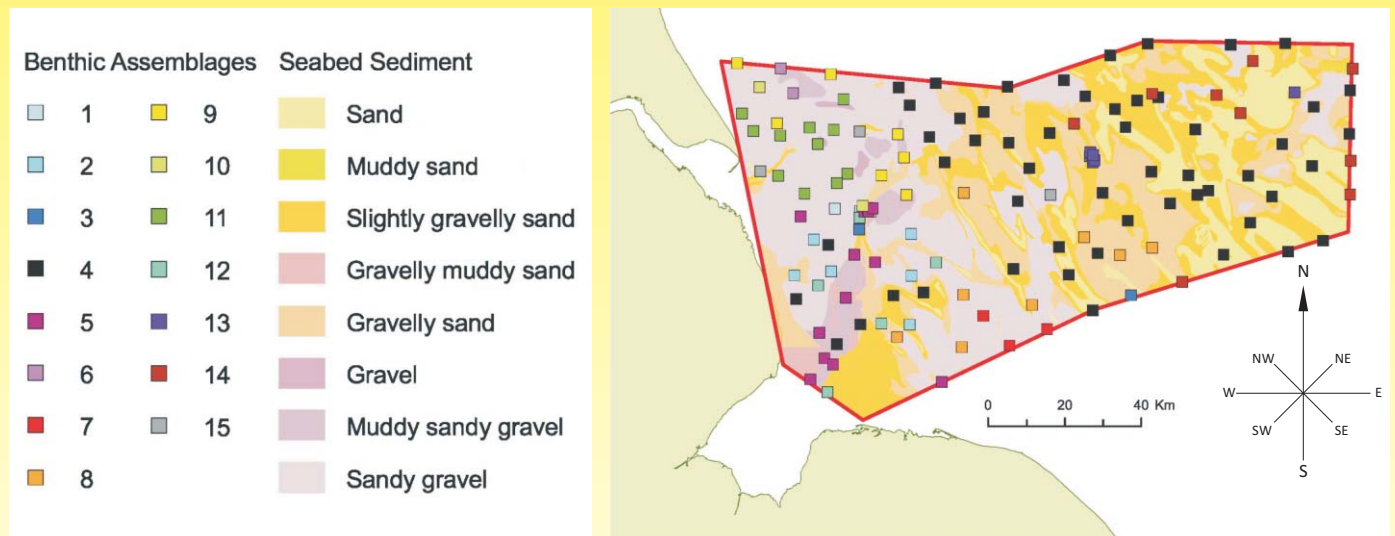 Benthic Assemblages Seabed Sediment
1 9 Sand
2 10 Muddy sand
3 11 Slightly gravelly sand
4 12 Gravelly muddy sand
5 13 Gravelly sand
6 14 Gravel
7 15 Muddy sandy gravel
8 Sandy gravel
N
NW NE
W E
SW SE
S
0 20 40 Km